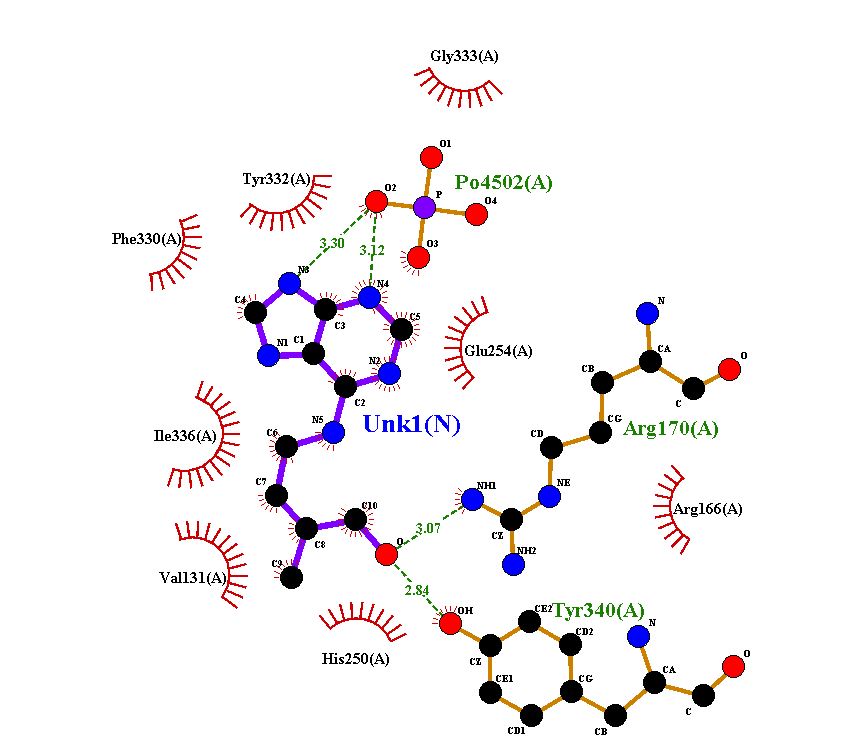 Gly333(A)
O1
Tyr332(A)
O2
P
Po4502(A)
O4
Phe330(A)
3.30
3.12
O3
N3
N4
C4
N
C3
C5
N1
C1
Glu254(A)
CA
O
N2
CB
C
C2
N5
Unk1(N)
CG
Arg170(A)
Ile336(A)
C6
CD
C7
NH1
NE
C10
Arg166(A)
CZ
3.07
C8
O
NH2
C9
Val131(A)
2.84
OH
CE2
Tyr340(A)
N
CD2
His250(A)
CZ
O
CE1
CG
CA
CD1
CB
C